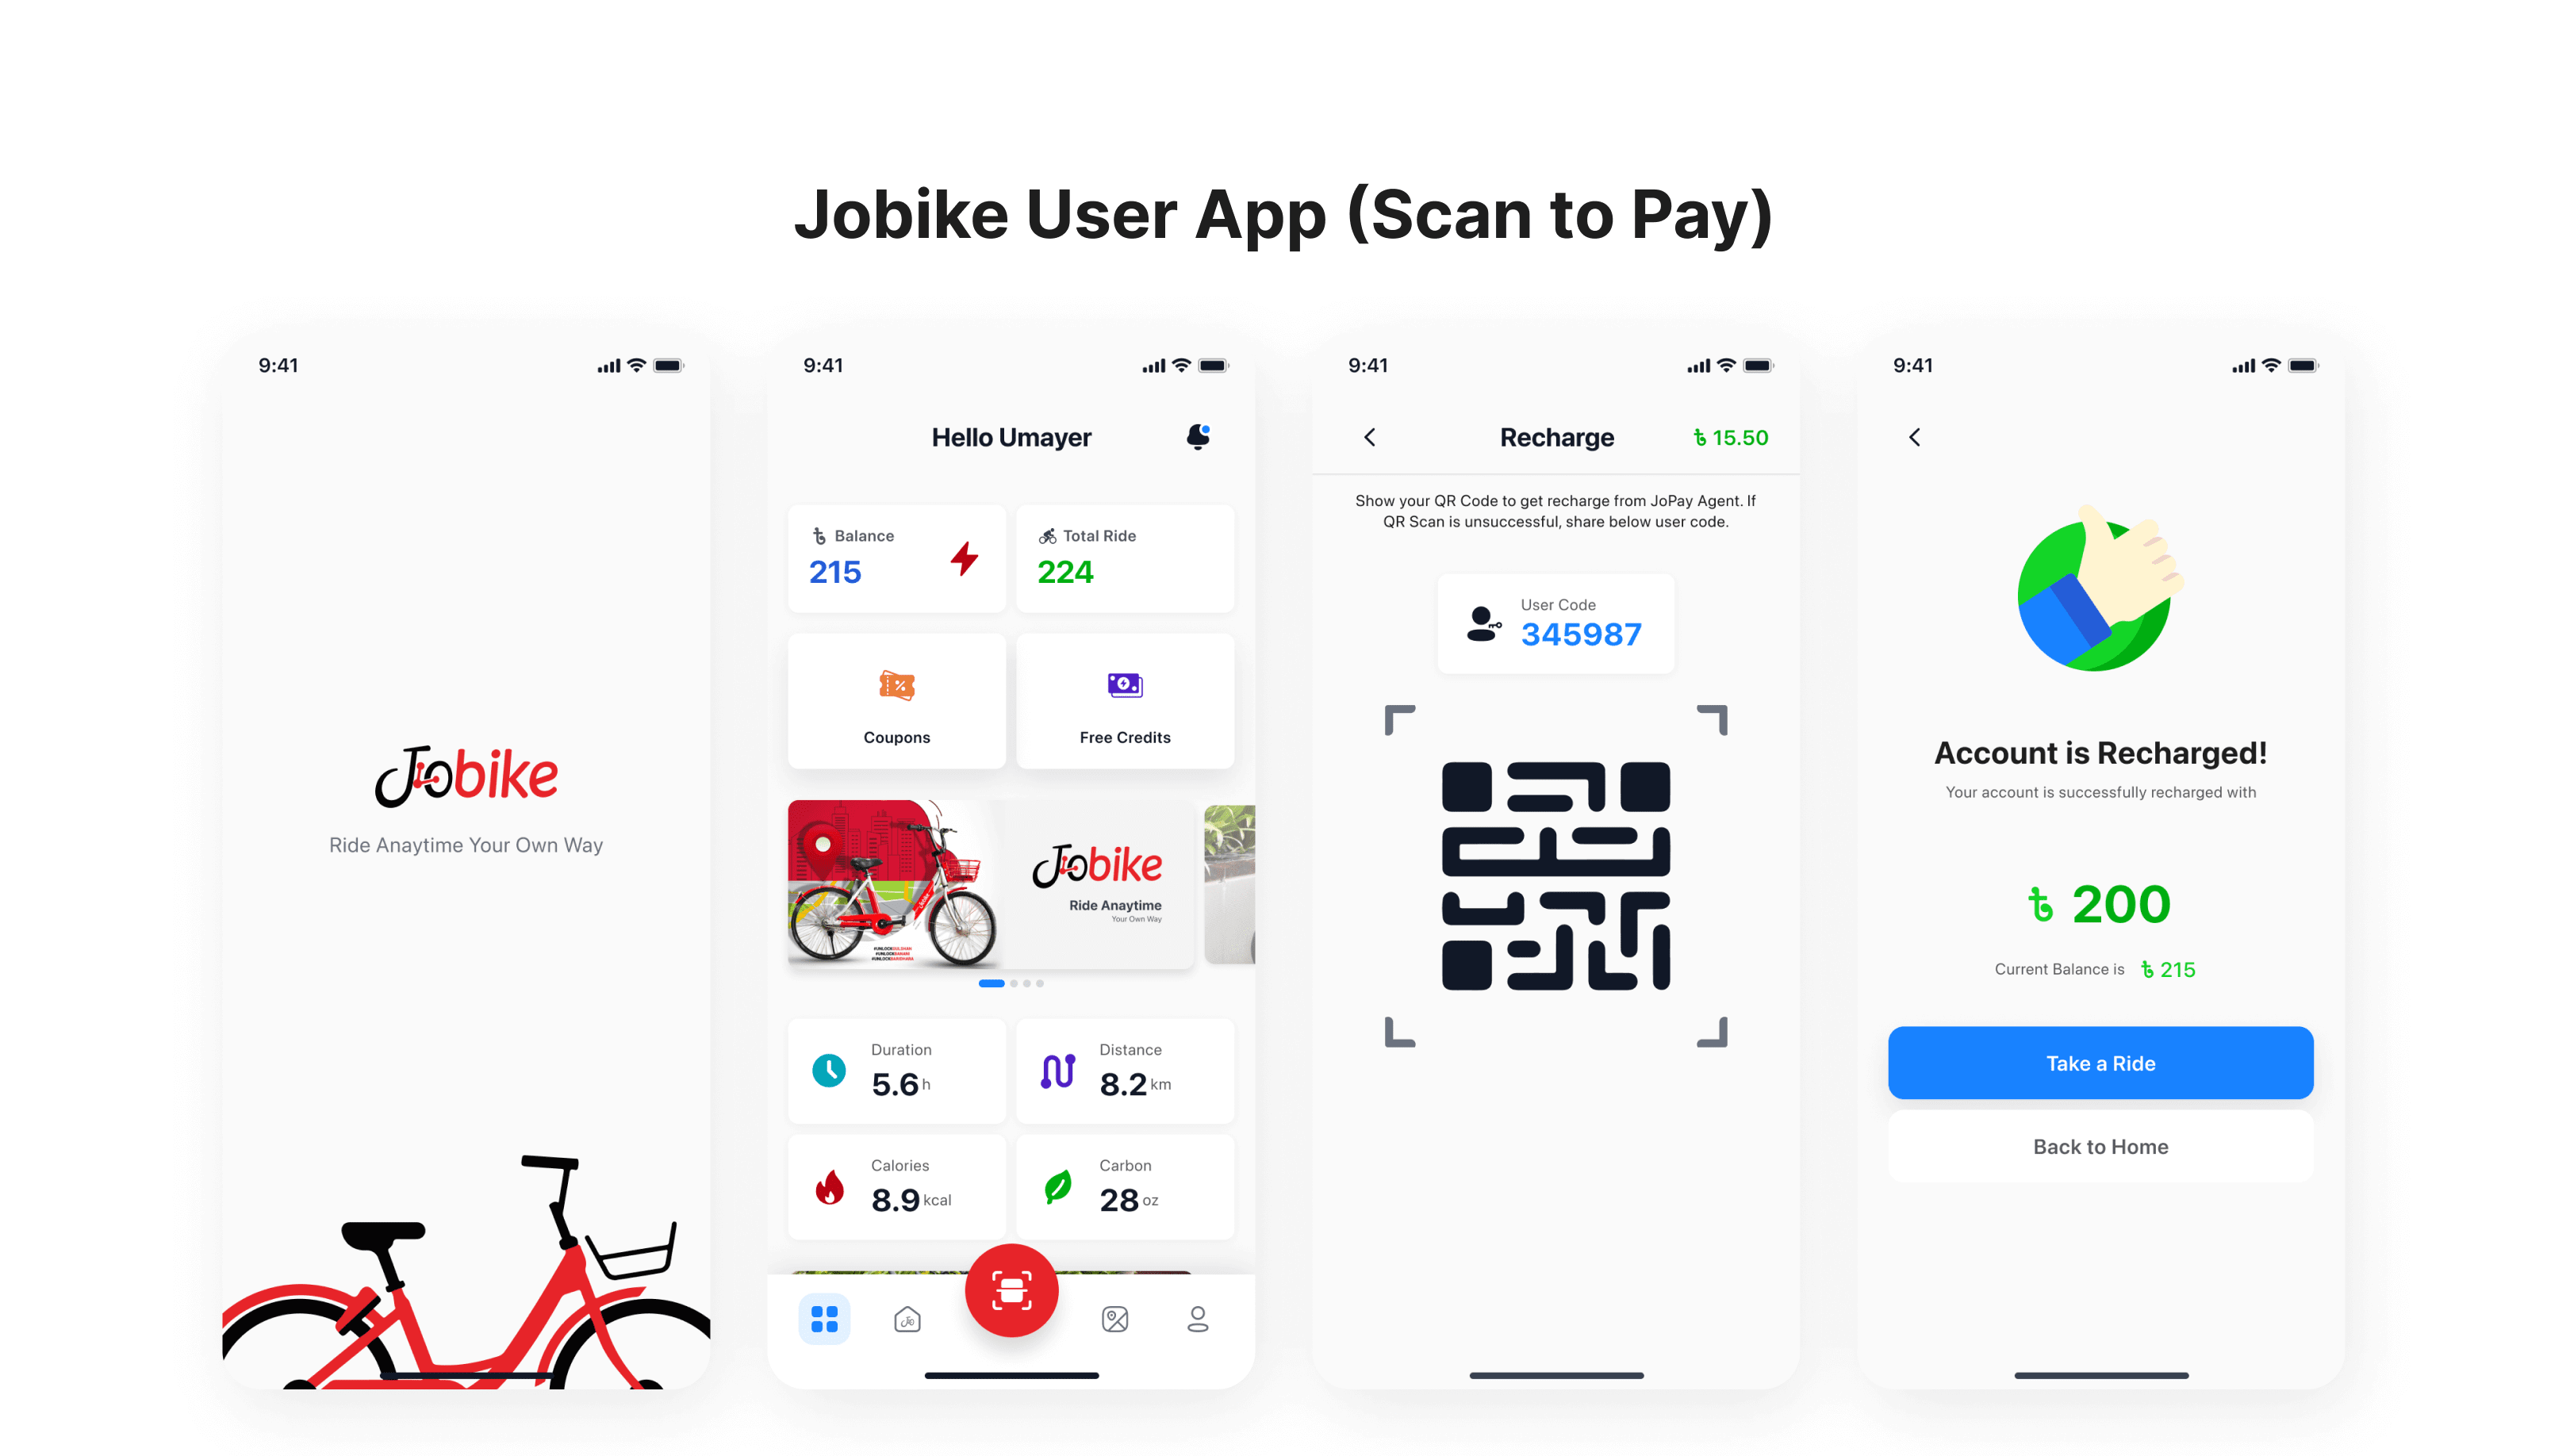 Jobike User App (Scan to Pay)
9:41
Jobike
Ride Anaytime Your Own Way
9:41
Hello Umayer
৳ Balance
215
Total Ride
224
Coupons
Free Credits
Jobike
Ride Anaytime
Your Own Way
#UNLOCKGULSHAN
#UNLOCKBANANI
#UNLOCKBARIDHARA
Duration
5.6 h
Distance
8.2 km
Calories
8.9 kcal
Carbon
28 oz
9:41
Recharge
৳ 15.50
Show your QR Code to get recharge from JoPay Agent. If
QR Scan is unsuccessful, share below user code.
User Code
345987
9:41
Account is Recharged!
Your account is successfully recharged with
৳ 200
Current Balance is ৳ 215
Take a Ride
Back to Home